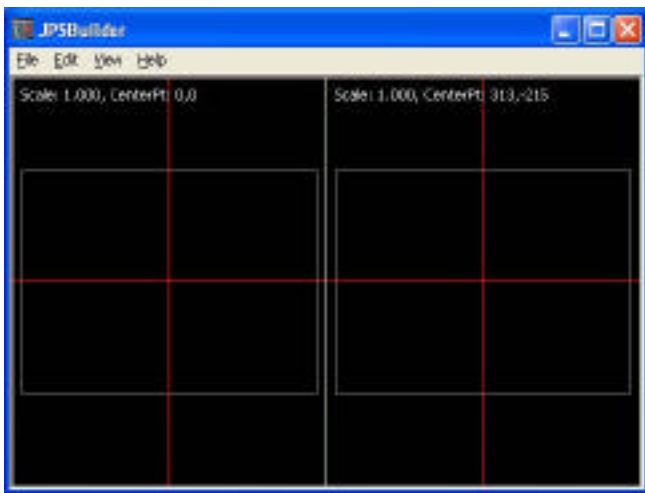 JPSBuilder
File Edit View Help
Scale: 1.000, CenterPt: 0,0
Scale: 1.000, CenterPt: 313,-215